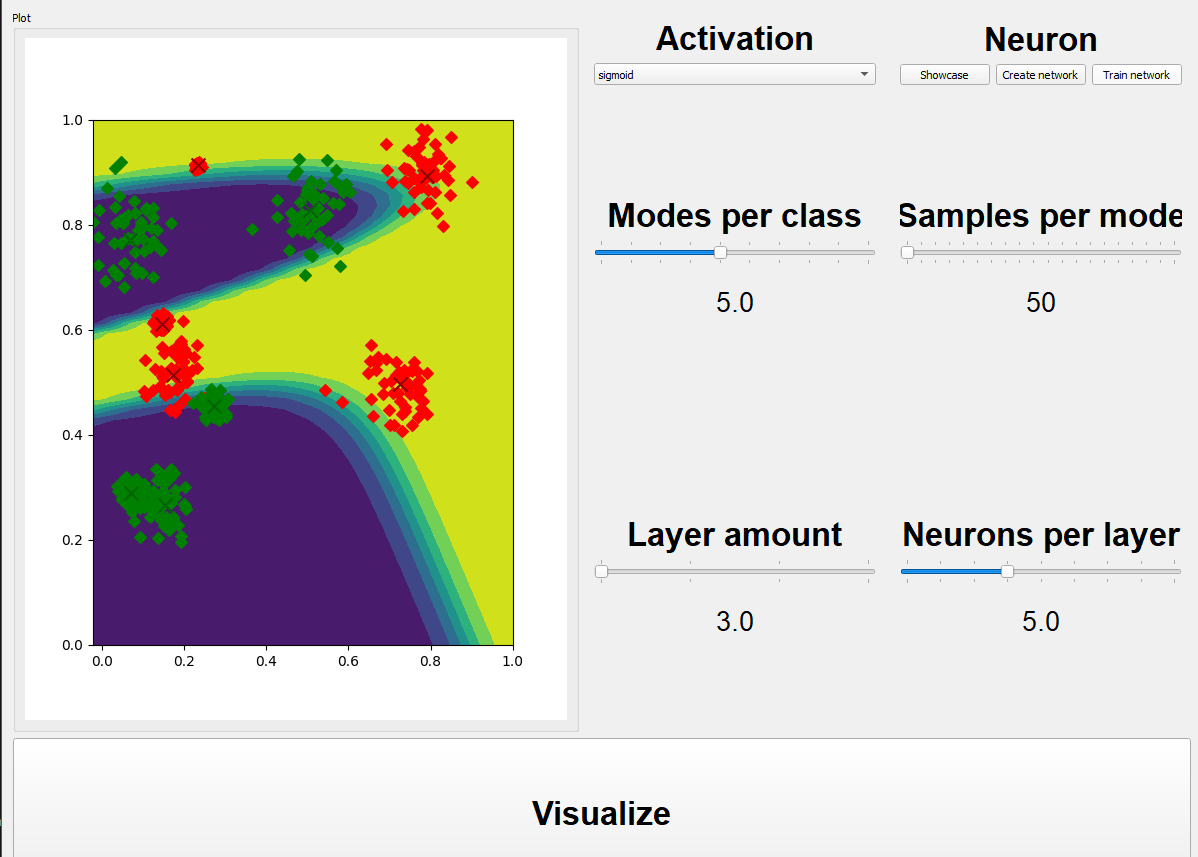 Plot
Activation
Neuron
sigmoid
Showcase
Create network
Train network
1.0
0.8
0.6
0.4
0.2
0.0
0.0 0.2 0.4 0.6 0.8 1.0
Modes per class
Samples per mode
5.0
50
Layer amount
Neurons per layer
3.0
5.0
Visualize